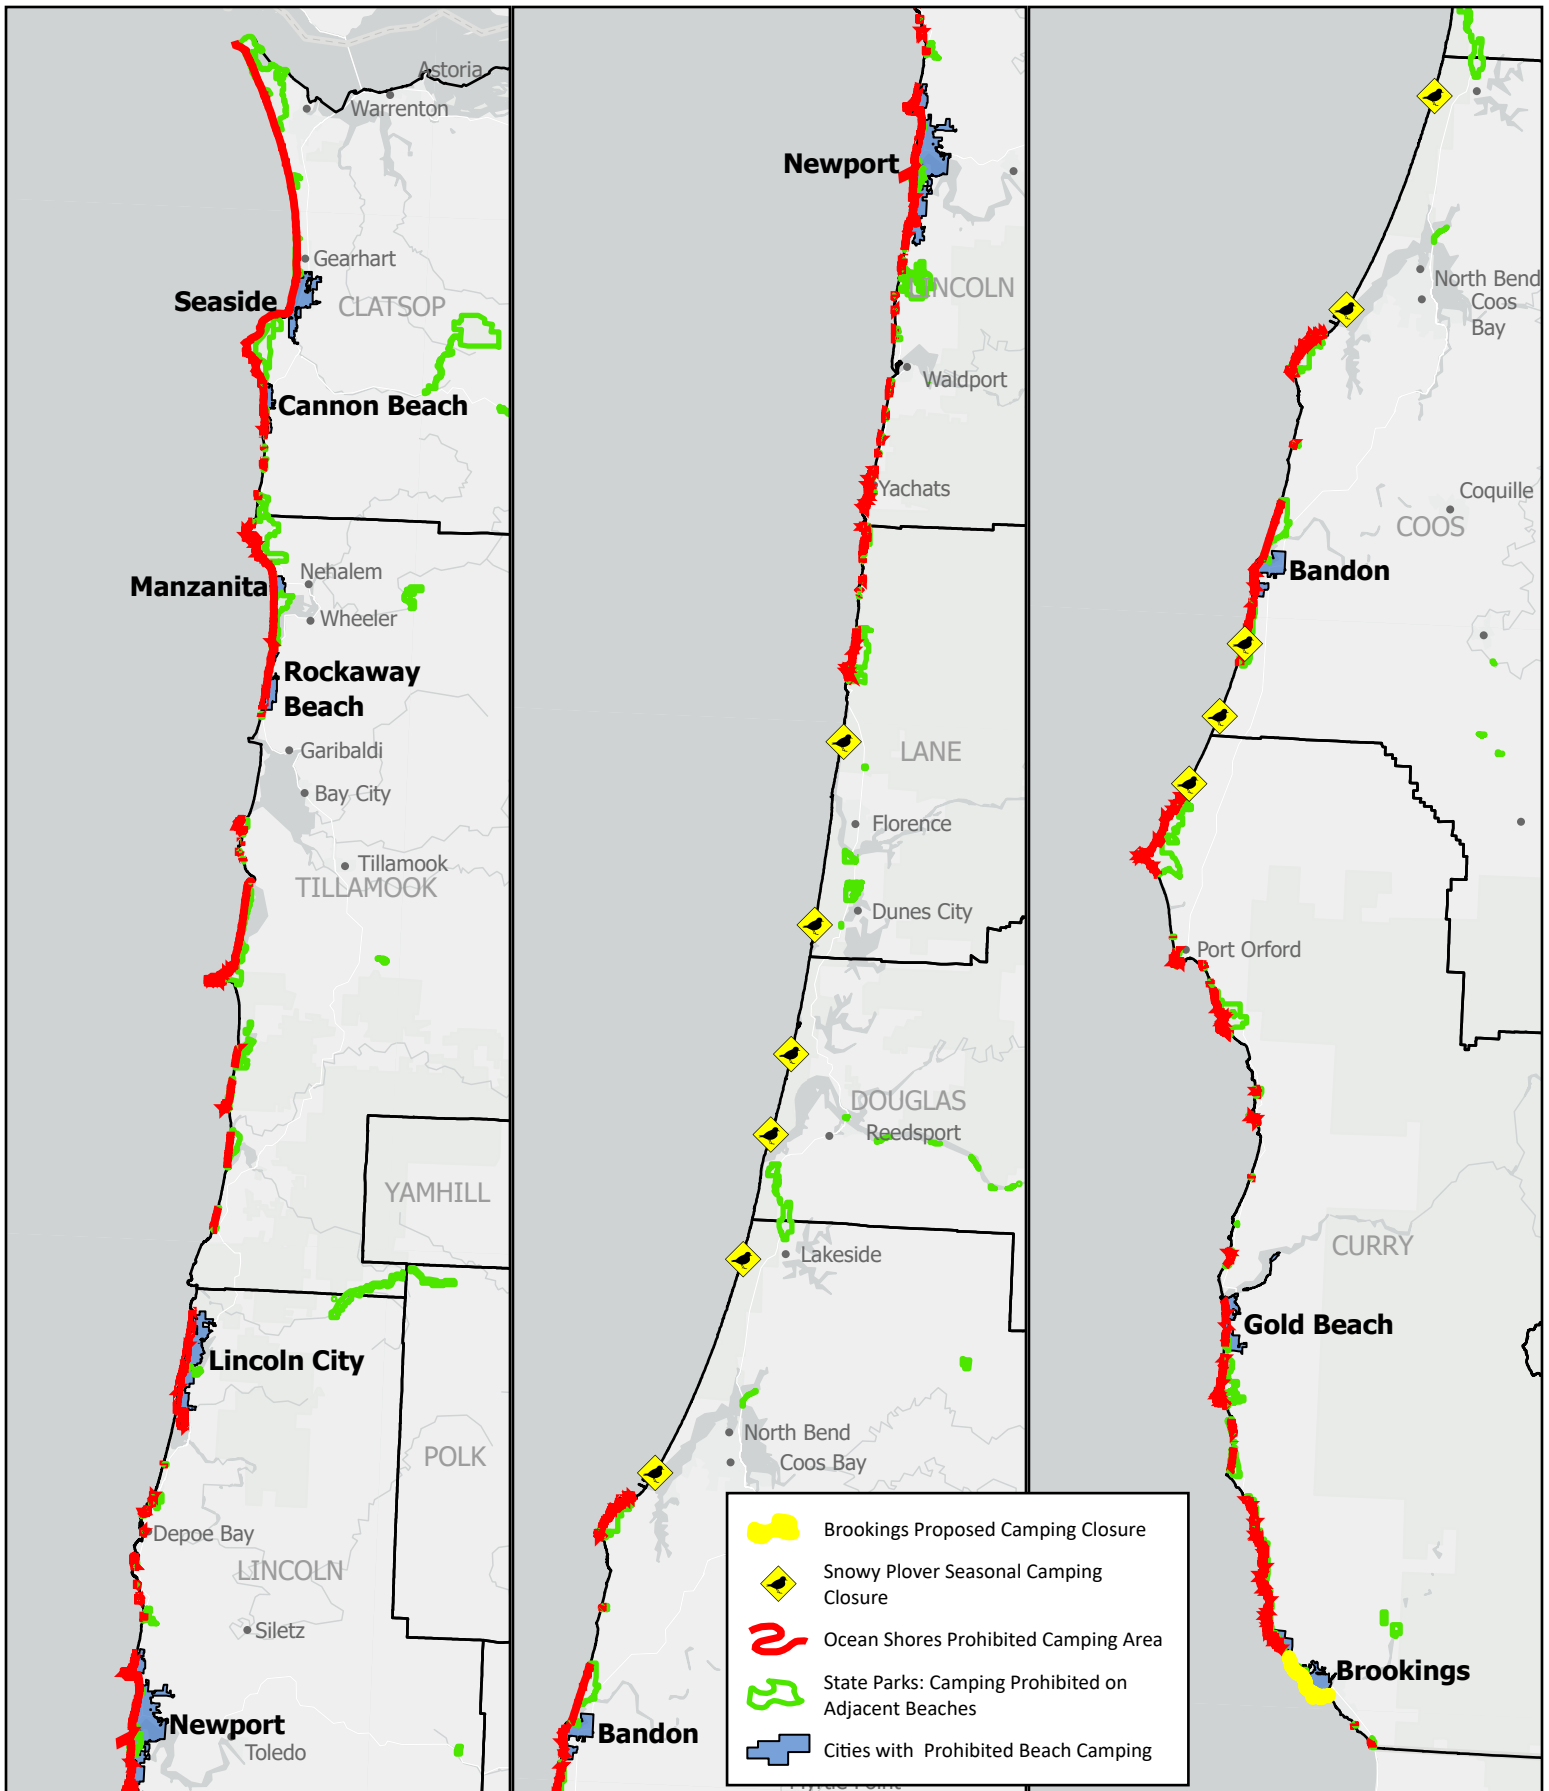 Astoria
Warrenton
Gearhart
Seaside
CLATSOP
Cannon Beach
Nehalem
Manzanita
Wheeler
Rockaway
Beach
Garibaldi
Bay City
Tillamook
TILLAMOOK
YAMHILL
Lincoln City
POLK
Depoe Bay
LINCOLN
Siletz
Newport
Toledo
Newport
LINCOLN
Waldport
Yachats
LANE
Florence
Dunes City
DOUGLAS
Reedsport
Lakeside
North Bend
Coos Bay
Bandon
North Bend
Coos
Bay
Coquille
COOS
Bandon
Port Orford
CURRY
Gold Beach
Brookings
Brookings Proposed Camping Closure
Snowy Plover Seasonal Camping
Closure
Ocean Shores Prohibited Camping Area
State Parks: Camping Prohibited on
Adjacent Beaches
Cities with Prohibited Beach Camping